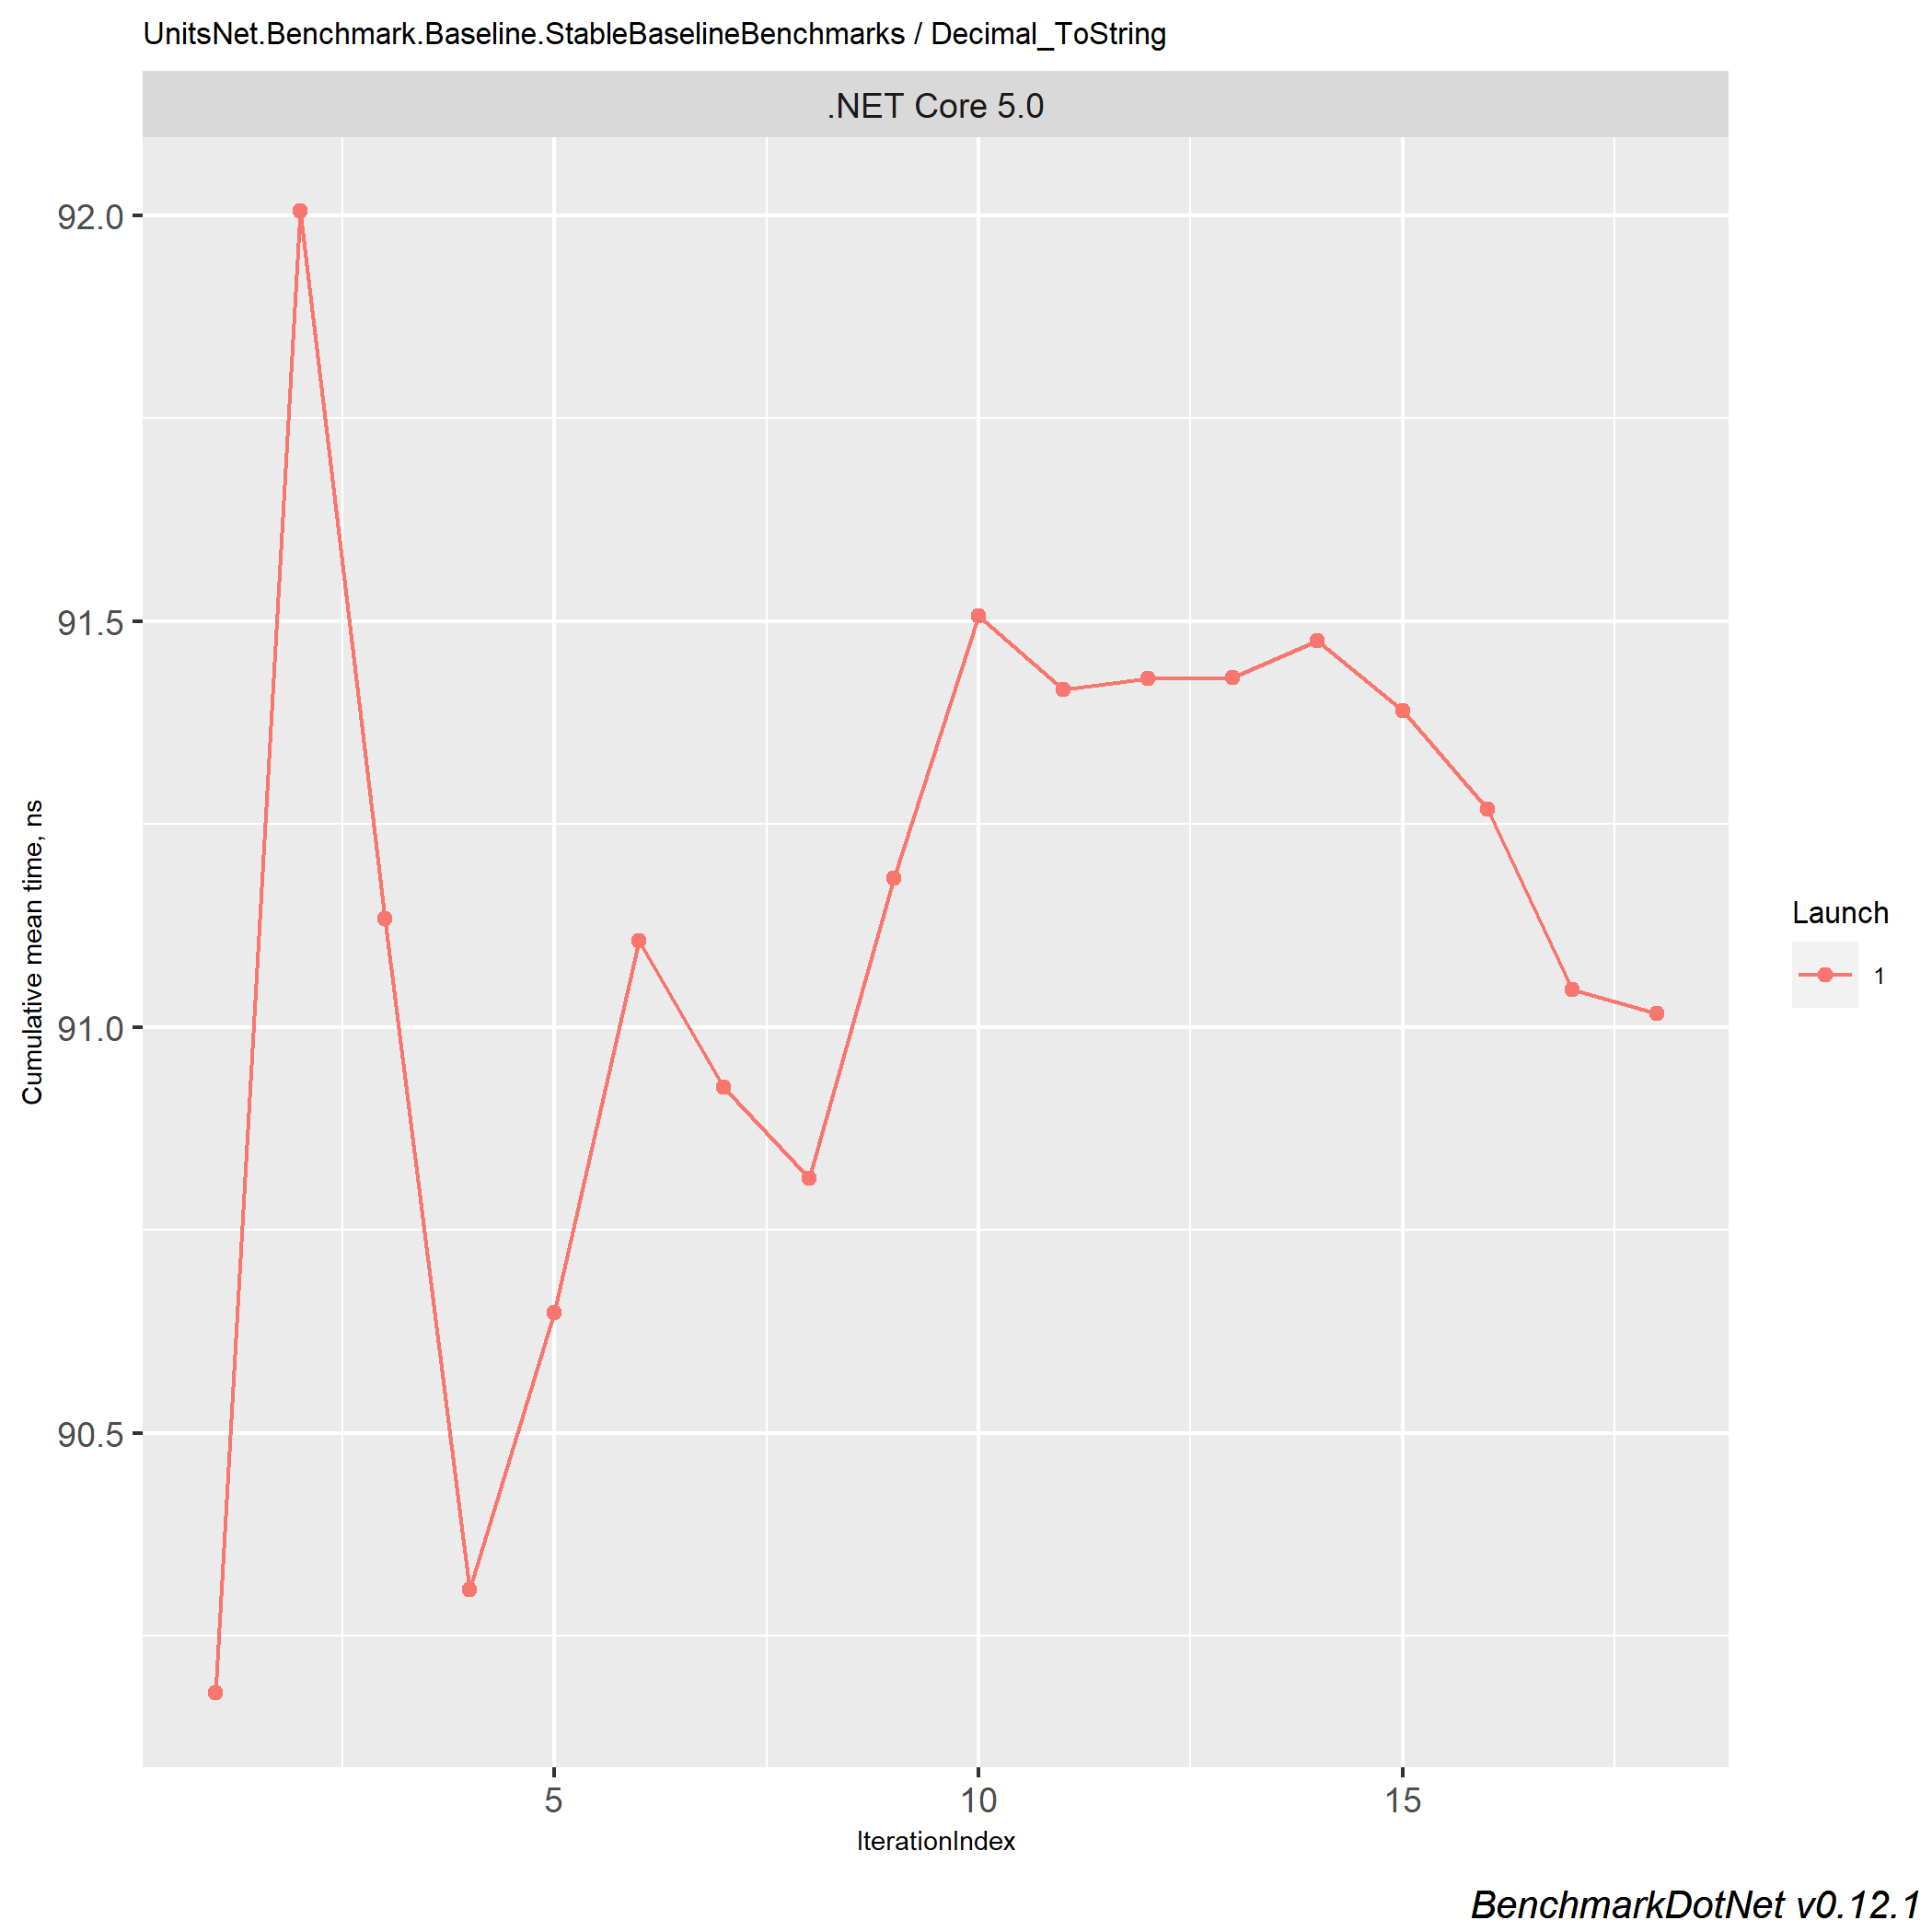 UnitsNet.Benchmark.Baseline.StableBaselineBenchmarks / Decimal_ToString
.NET Core 5.0
92.0
91.5
91.0
90.5
Cumulative mean time, ns
5 10 15
IterationIndex
Launch
1
BenchmarkDotNet v0.12.1